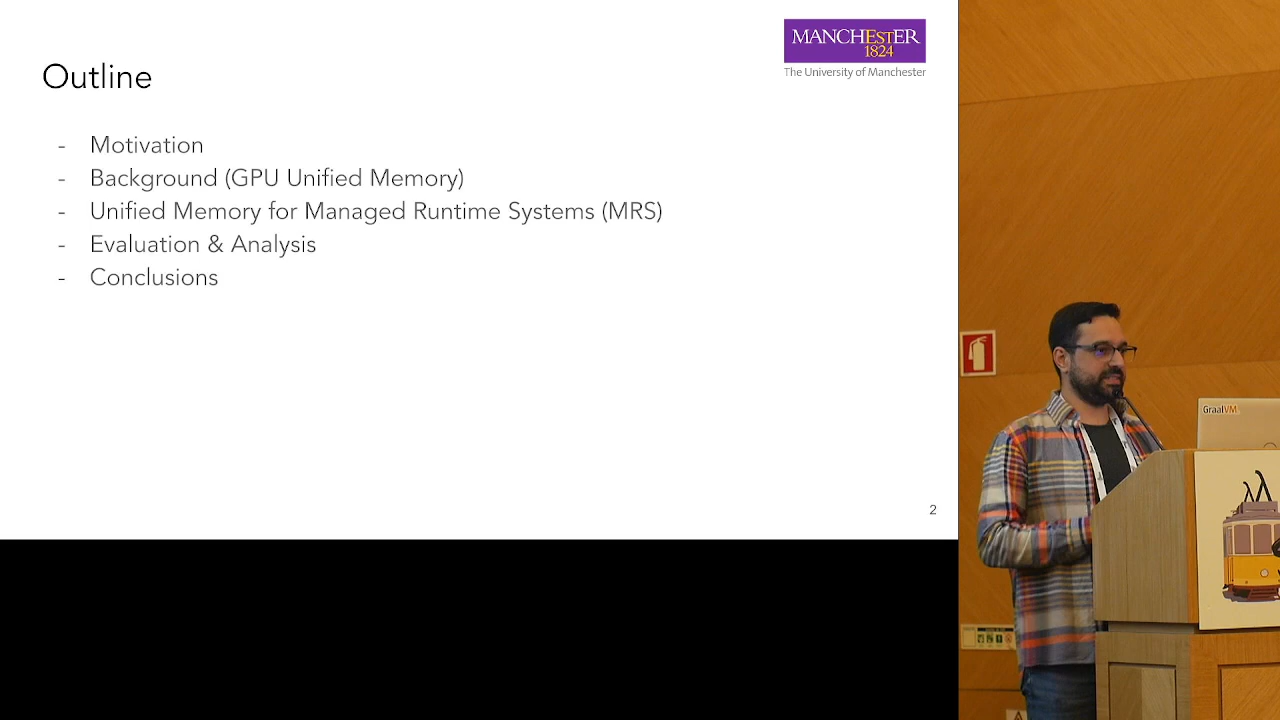 MANCHESTER
1824
The University of Manchester
Outline
- Motivation
- Background (GPU Unified Memory)
- Unified Memory for Managed Runtime Systems (MRS)
- Evaluation & Analysis
- Conclusions
2
GraalVM